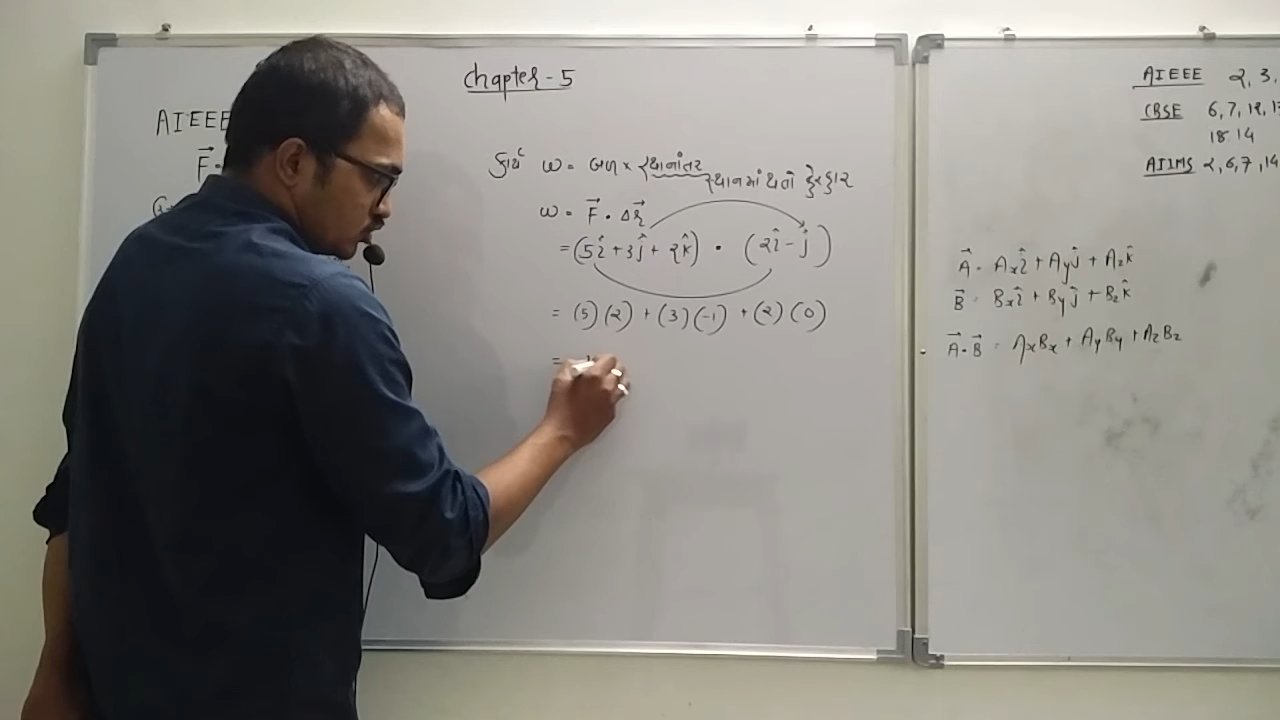 Chapter - 5
AIEEE
F⃗ =
કાર્ય W = બળ × સ્થાનાંતર
સ્થાનમાં થતો ફેરફાર
W = F⃗ · Δr⃗
= (5î + 3ĵ + 2k̂) · (2î - ĵ)
= (5)(2) + (3)(-1) + (2)(0)
=
AIEEE 2, 3,
CBSE 6, 7, 12, 13
18 14
AIIMS 2, 6, 7, 14
A⃗ = Axî + Ayĵ + Azk̂
B⃗ = Bxî + Byĵ + Bzk̂
A⃗·B⃗ = AxBx + AyBy + AzBz